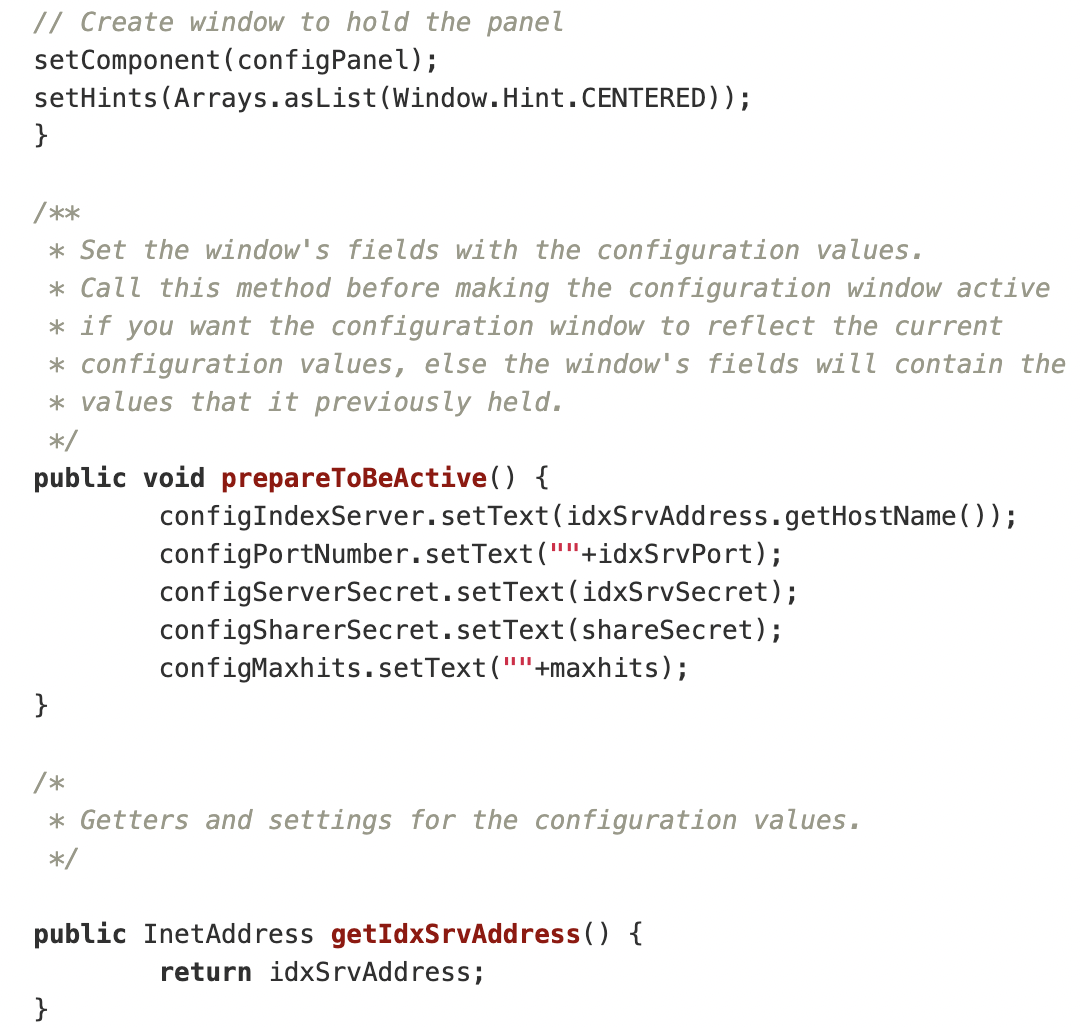 // Create window to hold the panel
setComponent(configPanel);
setHints(Arrays.asList(Window.Hint.CENTERED));
}

/**
 * Set the window's fields with the configuration values.
 * Call this method before making the configuration window active
 * if you want the configuration window to reflect the current
 * configuration values, else the window's fields will contain the
 * values that it previously held.
 */
public void prepareToBeActive() {
        configIndexServer.setText(idxSrvAddress.getHostName());
        configPortNumber.setText(""+idxSrvPort);
        configServerSecret.setText(idxSrvSecret);
        configSharerSecret.setText(shareSecret);
        configMaxhits.setText(""+maxhits);
}

/*
 * Getters and settings for the configuration values.
 */

public InetAddress getIdxSrvAddress() {
        return idxSrvAddress;
}